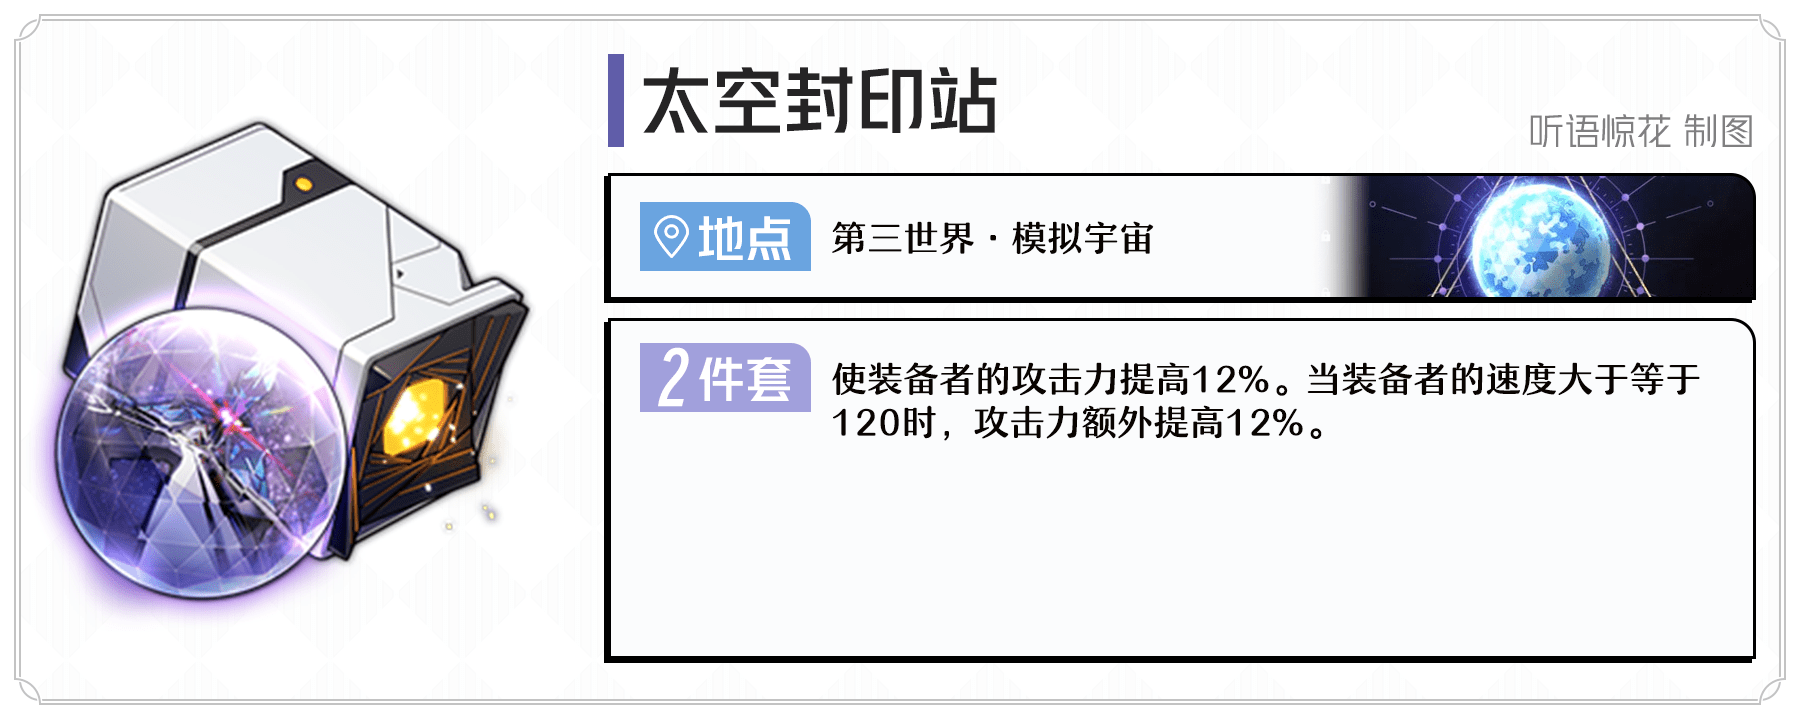 太空封印站
听语惊花 制图
地点
第三世界·模拟宇宙
2件套
使装备者的攻击力提高12%。当装备者的速度大于等于
120时，攻击力额外提高12%。